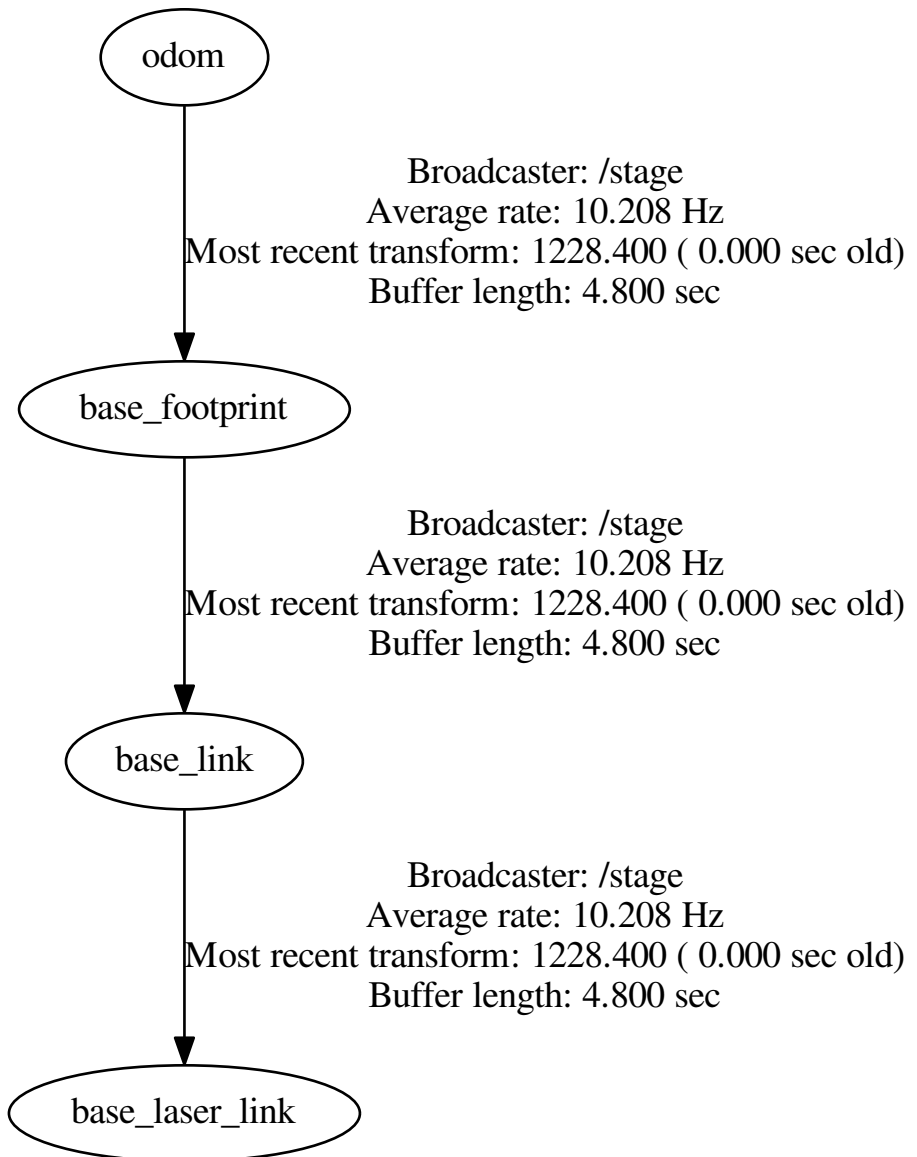 odom
Broadcaster: /stage
Average rate: 10.208 Hz
Most recent transform: 1228.400 ( 0.000 sec old)
Buffer length: 4.800 sec
base_footprint
Broadcaster: /stage
Average rate: 10.208 Hz
Most recent transform: 1228.400 ( 0.000 sec old)
Buffer length: 4.800 sec
base_link
Broadcaster: /stage
Average rate: 10.208 Hz
Most recent transform: 1228.400 ( 0.000 sec old)
Buffer length: 4.800 sec
base_laser_link